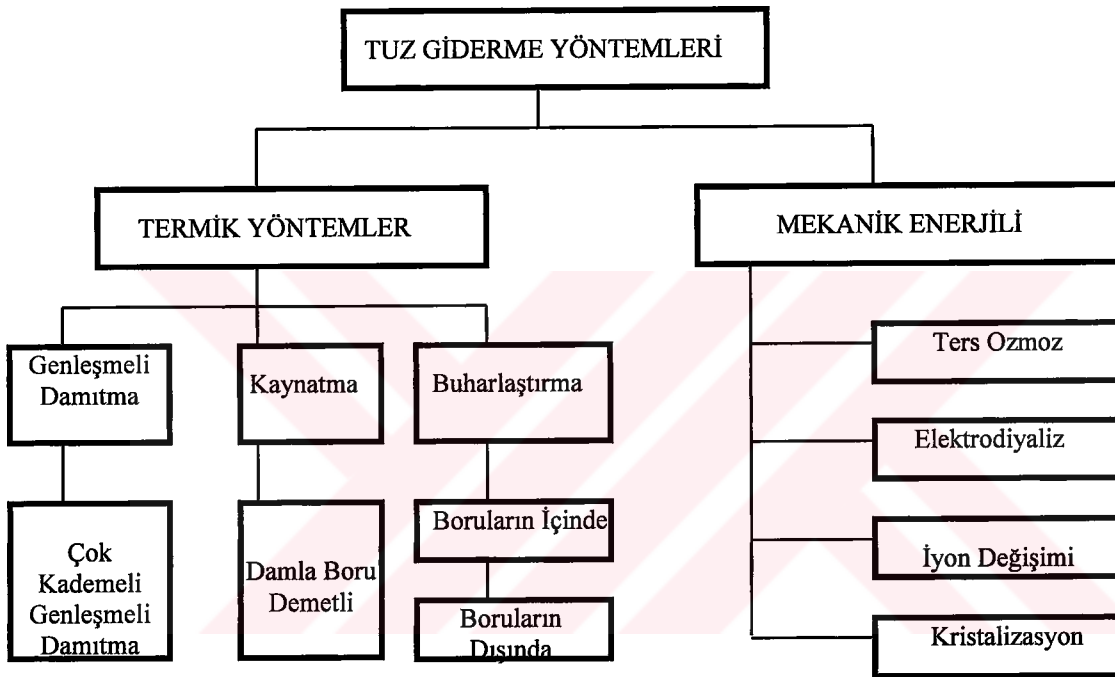 TUZ GİDERME YÖNTEMLERİ
TERMİK YÖNTEMLER
MEKANİK ENERJİLİ
Genleşmeli
Damıtma
Kaynatma
Buharlaştırma
Çok
Kademeli
Genleşmeli
Damıtma
Damla Boru
Demetli
Boruların İçinde
Boruların
Dışında
Ters Ozmoz
Elektrodiyaliz
İyon Değişimi
Kristalizasyon